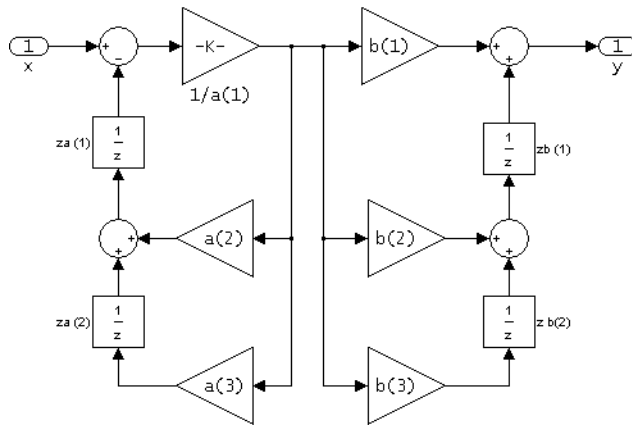 1
x
+
−
-K-
1/a(1)
b(1)
+
+
1
y
za(1)
1
z
1
z
zb(1)
+
+
a(2)
b(2)
+
+
za(2)
1
z
1
z
zb(2)
a(3)
b(3)